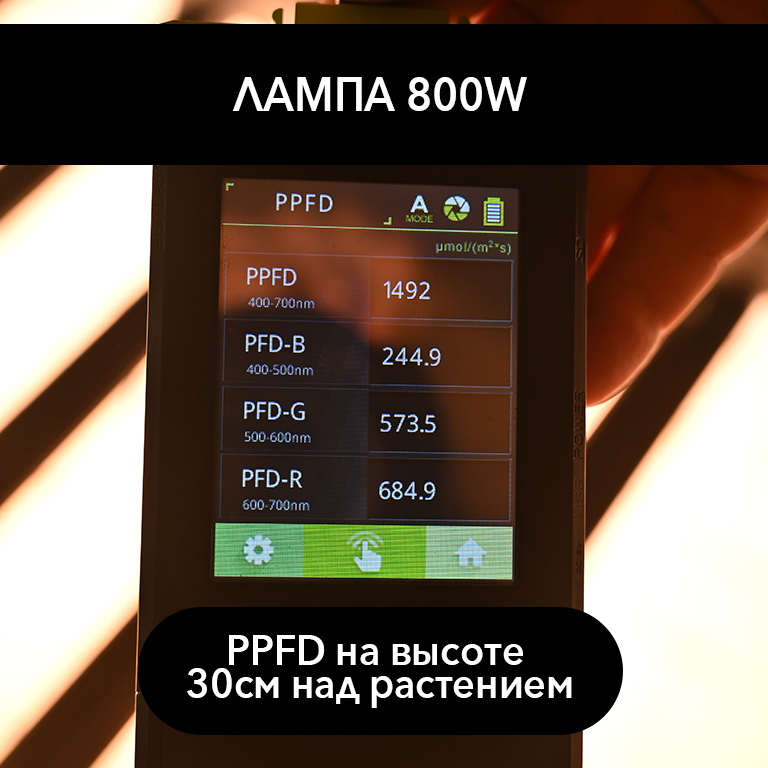 ЛАМПА 800W
PPFD
A
MODE
µmol/(m²*s)
PPFD 1492
400-700nm
PFD-B 244.9
400-500nm
PFD-G 573.5
500-600nm
PFD-R 684.9
600-700nm
POWER
PPFD на высоте
30см над растением